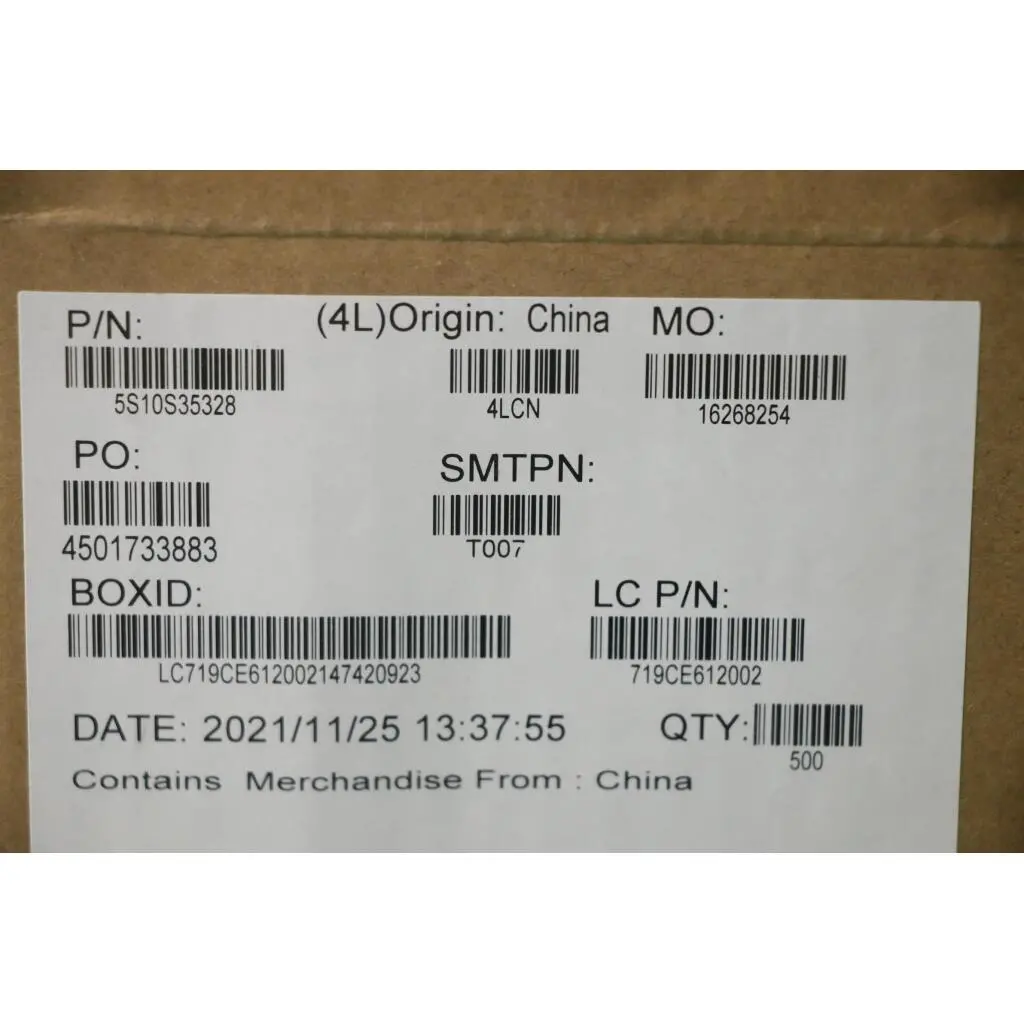 P/N: (4L)Origin: China MO:
5S10S35328 4LCN 16268254
PO: SMTPN:
4501733883 T007
BOXID: LC P/N:
LC719CE612002147420923 719CE612002
DATE: 2021/11/25 13:37:55 QTY:
500
Contains Merchandise From : China